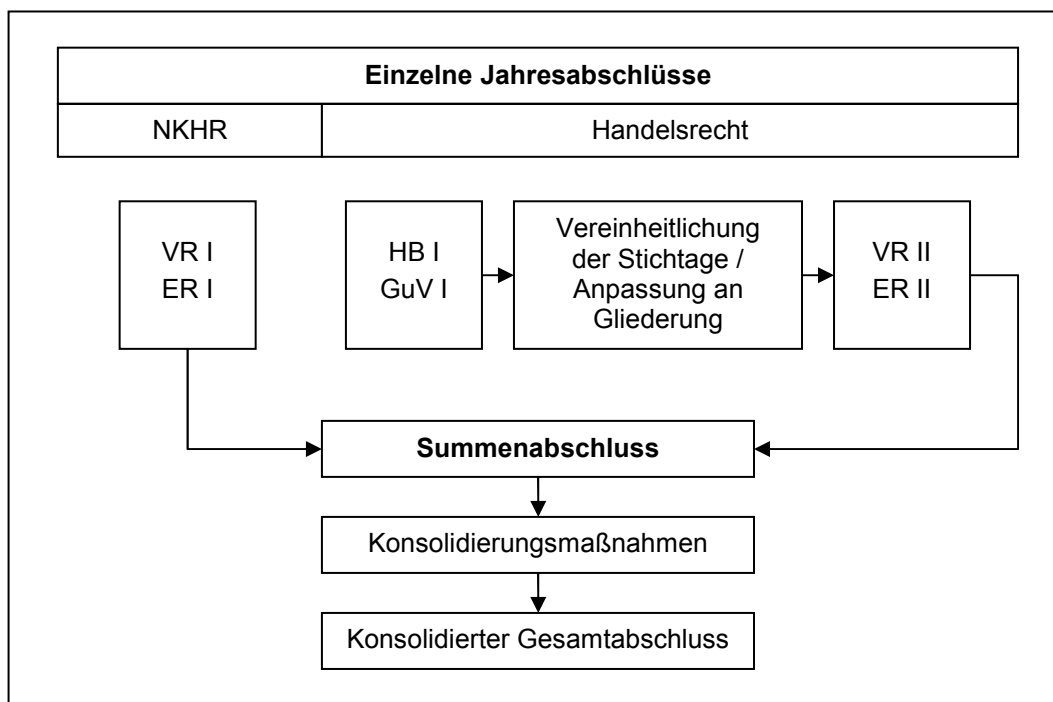 Einzelne Jahresabschlüsse
NKHR
Handelsrecht
VR I
ER I
HB I
GuV I
Vereinheitlichung
der Stichtage /
Anpassung an
Gliederung
VR II
ER II
Summenabschluss
Konsolidierungsmaßnahmen
Konsolidierter Gesamtabschluss